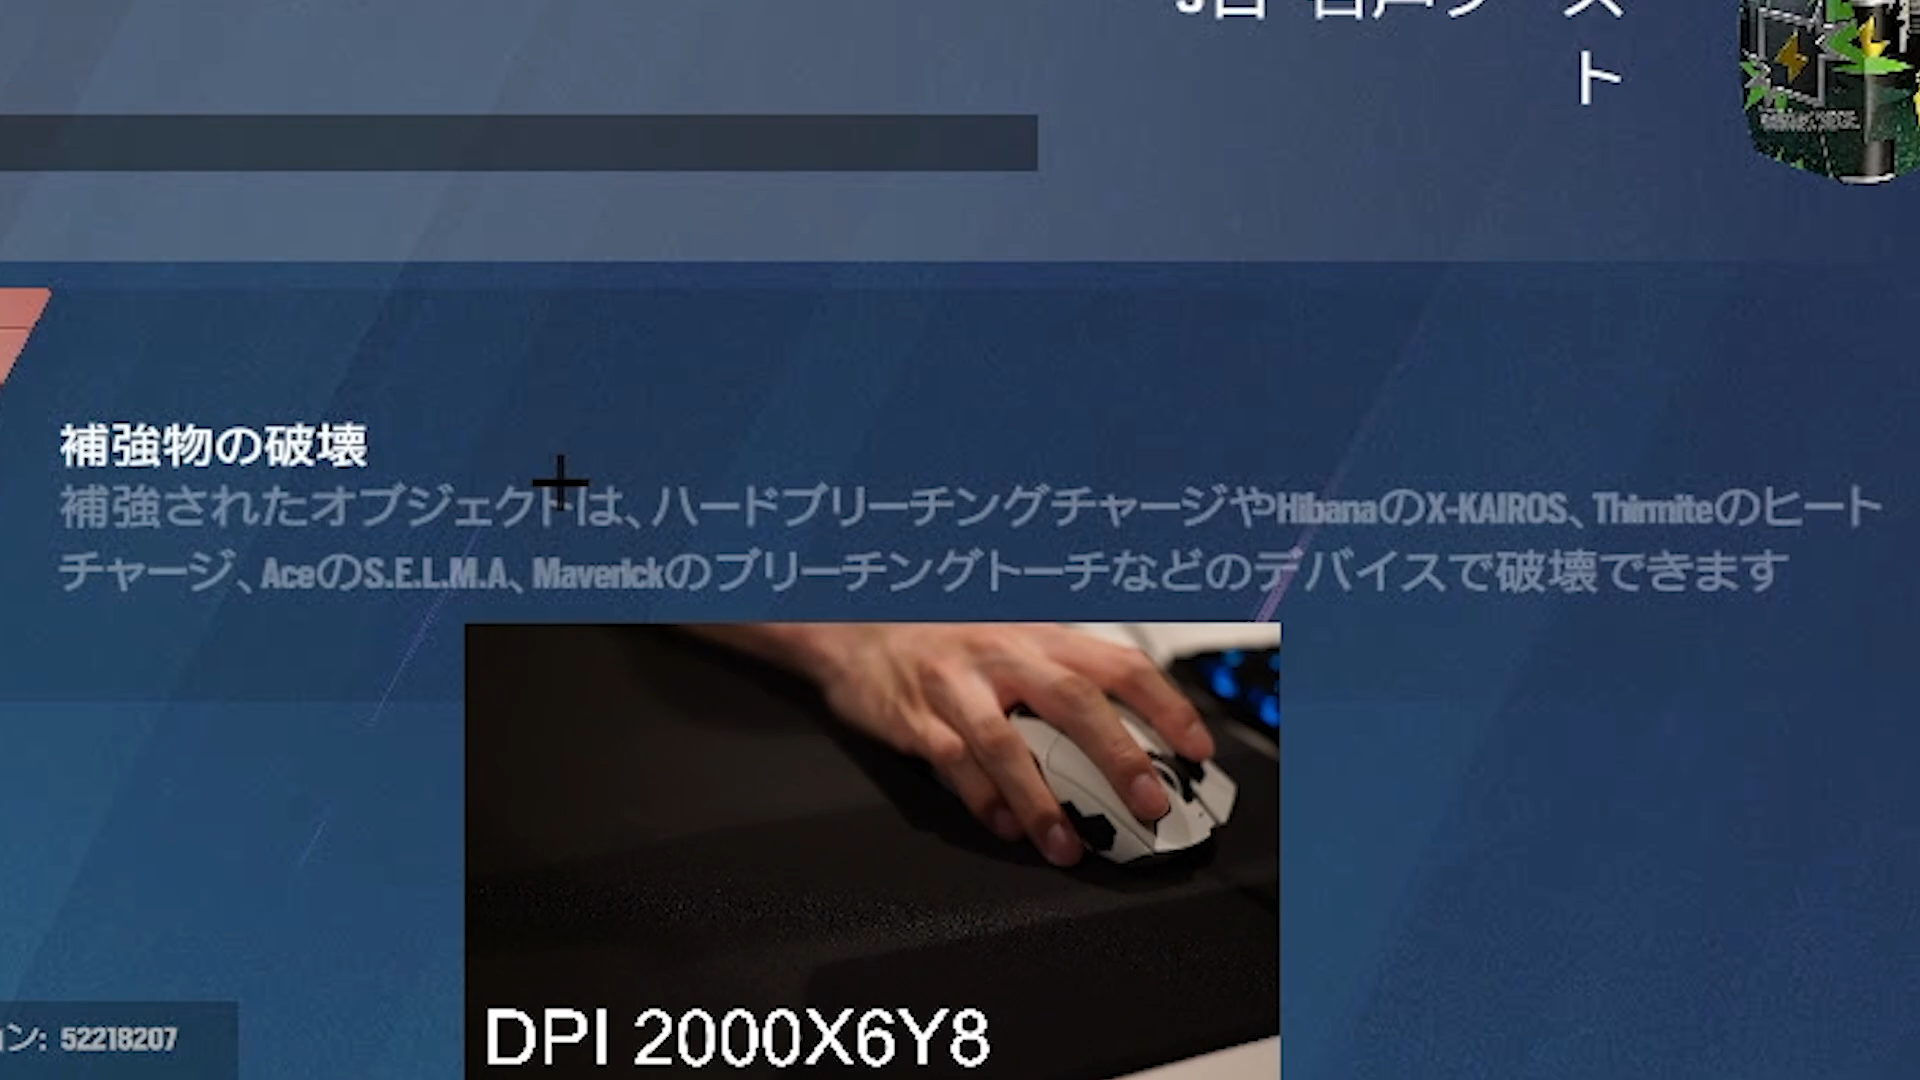 ト
補強物の破壊
補強されたオブジェクトは、ハードブリーチングチャージやHibanaのX-KAIROS、Thirmiteのヒート
チャージ、AceのS.E.L.M.A、Maverickのブリーチングトーチなどのデバイスで破壊できます
DPI 2000X6Y8
ン: 52218207